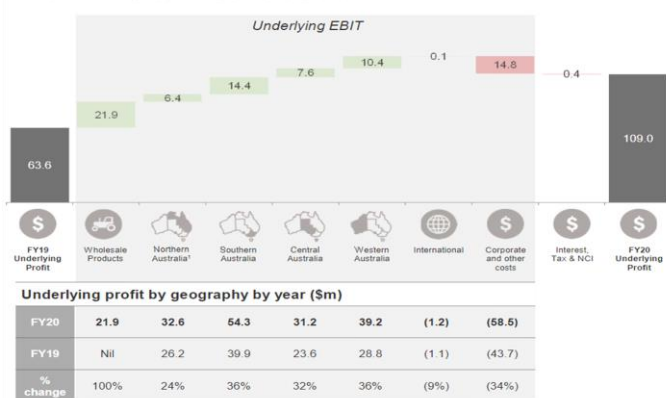 Underlying EBIT
63.6
21.9
6.4
14.4
7.6
10.4
0.1
14.8
0.4
109.0
FY19 Underlying Profit
Wholesale Products
Northern Australia¹
Southern Australia
Central Australia
Western Australia
International
Corporate and other costs
Interest, Tax & NCI
FY20 Underlying Profit
Underlying profit by geography by year ($m)
FY20 21.9 32.6 54.3 31.2 39.2 (1.2) (58.5)
FY19 Nil 26.2 39.9 23.6 28.8 (1.1) (43.7)
% change 100% 24% 36% 32% 36% (9%) (34%)